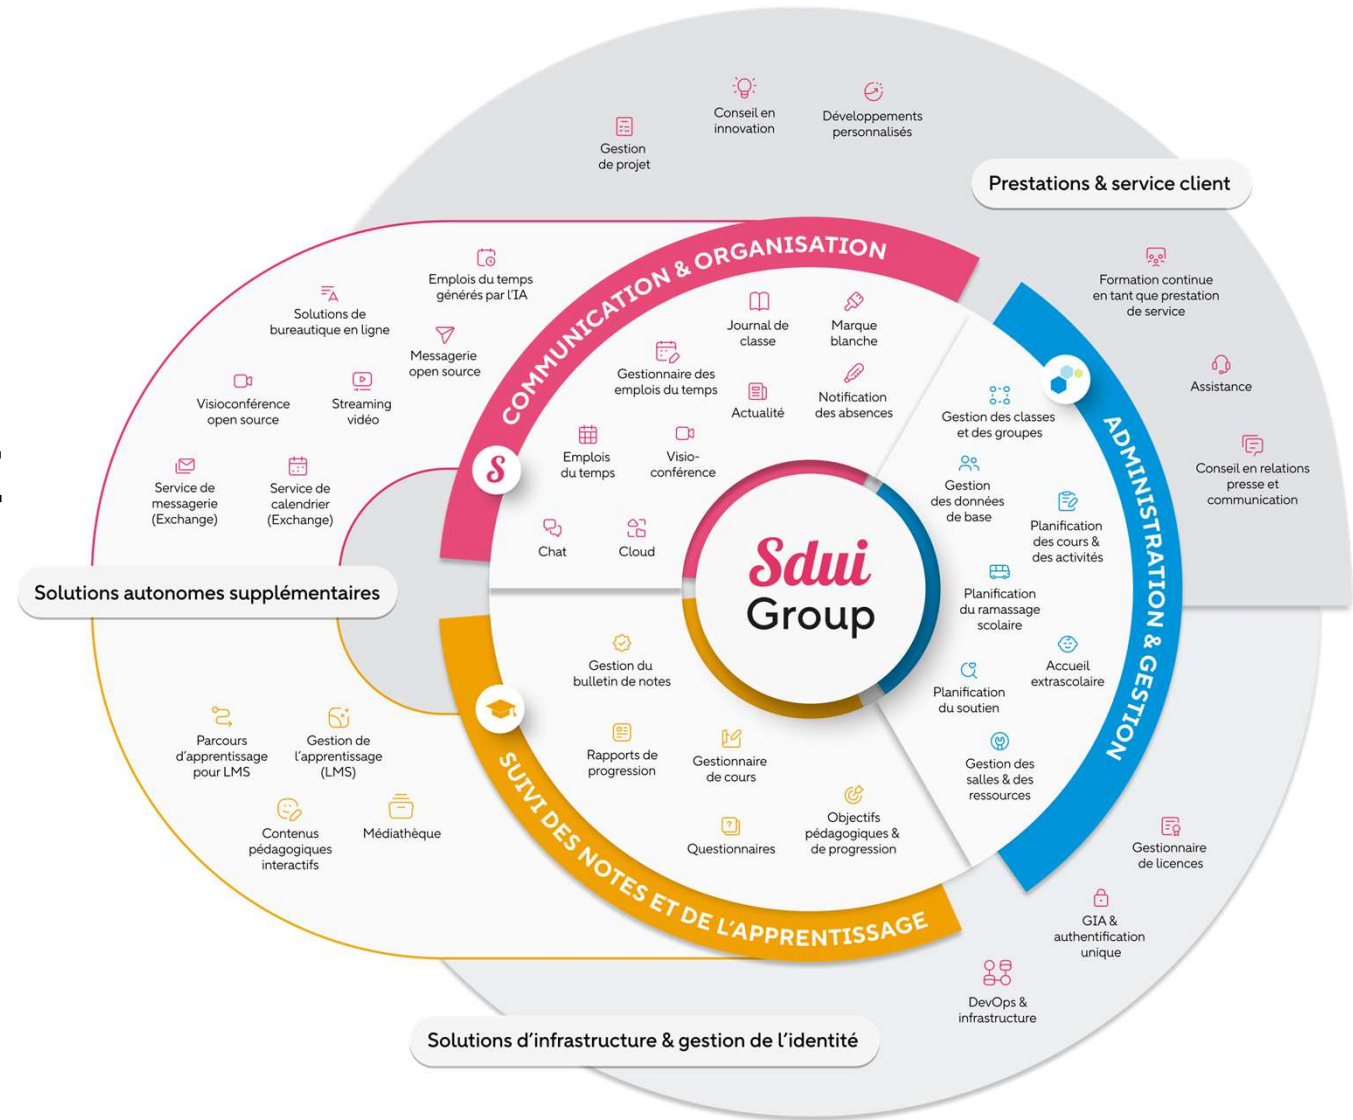 Conseil en
innovation
Développements
personnalisés
Gestion
de projet
Prestations & service client
Formation continue
en tant que prestation
de service
Assistance
Conseil en relations
presse et
communication
COMMUNICATION & ORGANISATION
Emplois du temps
générés par l'IA
Solutions de
bureautique en ligne
Messagerie
open source
Visioconférence
open source
Streaming
vidéo
Service de
messagerie
(Exchange)
Service de
calendrier
(Exchange)
Journal de
classe
Marque
blanche
Gestionnaire des
emplois du temps
Actualité
Notification
des absences
Emplois
du temps
Visio-
conférence
Chat
Cloud
S
ADMINISTRATION & GESTION
Gestion des classes
et des groupes
Gestion
des données
de base
Planification
des cours &
des activités
Planification
du ramassage
scolaire
Accueil
extrascolaire
Planification
du soutien
Gestion des
salles & des
ressources
Sdui
Group
Solutions autonomes supplémentaires
SUIVI DES NOTES ET DE L'APPRENTISSAGE
Gestion du
bulletin de notes
Rapports de
progression
Gestionnaire
de cours
Questionnaires
Objectifs
pédagogiques &
de progression
Parcours
d'apprentissage
pour LMS
Gestion de
l'apprentissage
(LMS)
Contenus
pédagogiques
interactifs
Médiathèque
Gestionnaire
de licences
GIA &
authentification
unique
DevOps &
infrastructure
Solutions d'infrastructure & gestion de l'identité